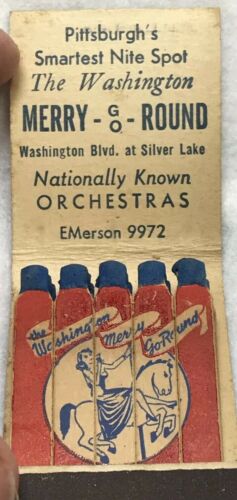 Pittsburgh's
Smartest Nite Spot
The Washington
MERRY - GO - ROUND
Washington Blvd. at Silver Lake
Nationally Known
ORCHESTRAS
EMerson 9972
the Washington Merry Go Round